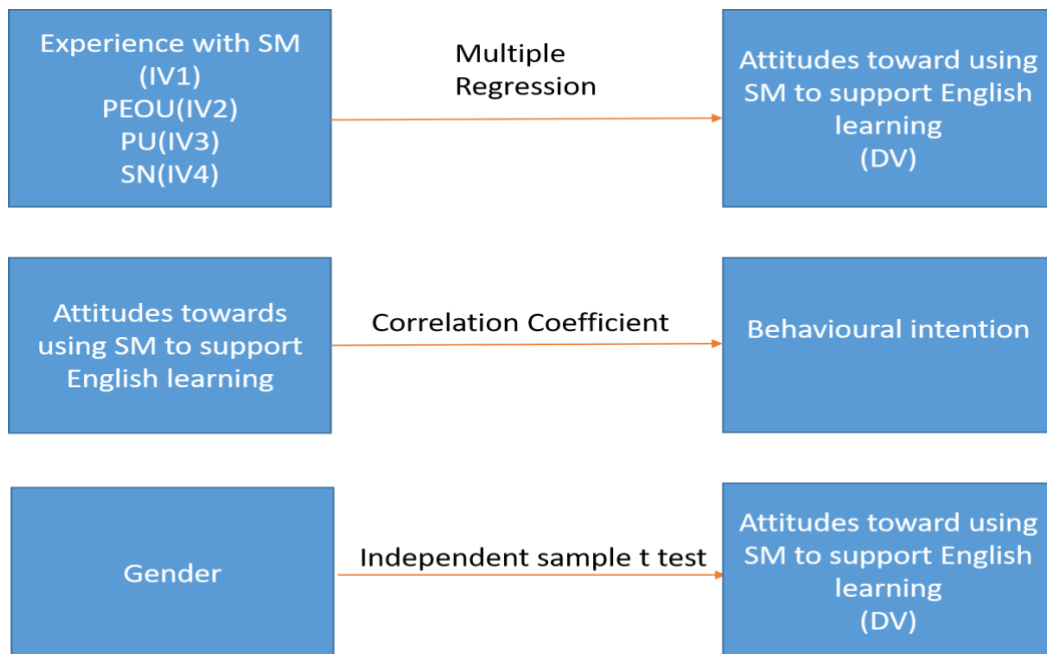 Experience with SM
(IV1)
PEOU(IV2)
PU(IV3)
SN(IV4)
Multiple
Regression
Attitudes toward using
SM to support English
learning
(DV)
Attitudes towards
using SM to support
English learning
Correlation Coefficient
Behavioural intention
Gender
Independent sample t test
Attitudes toward using
SM to support English
learning
(DV)